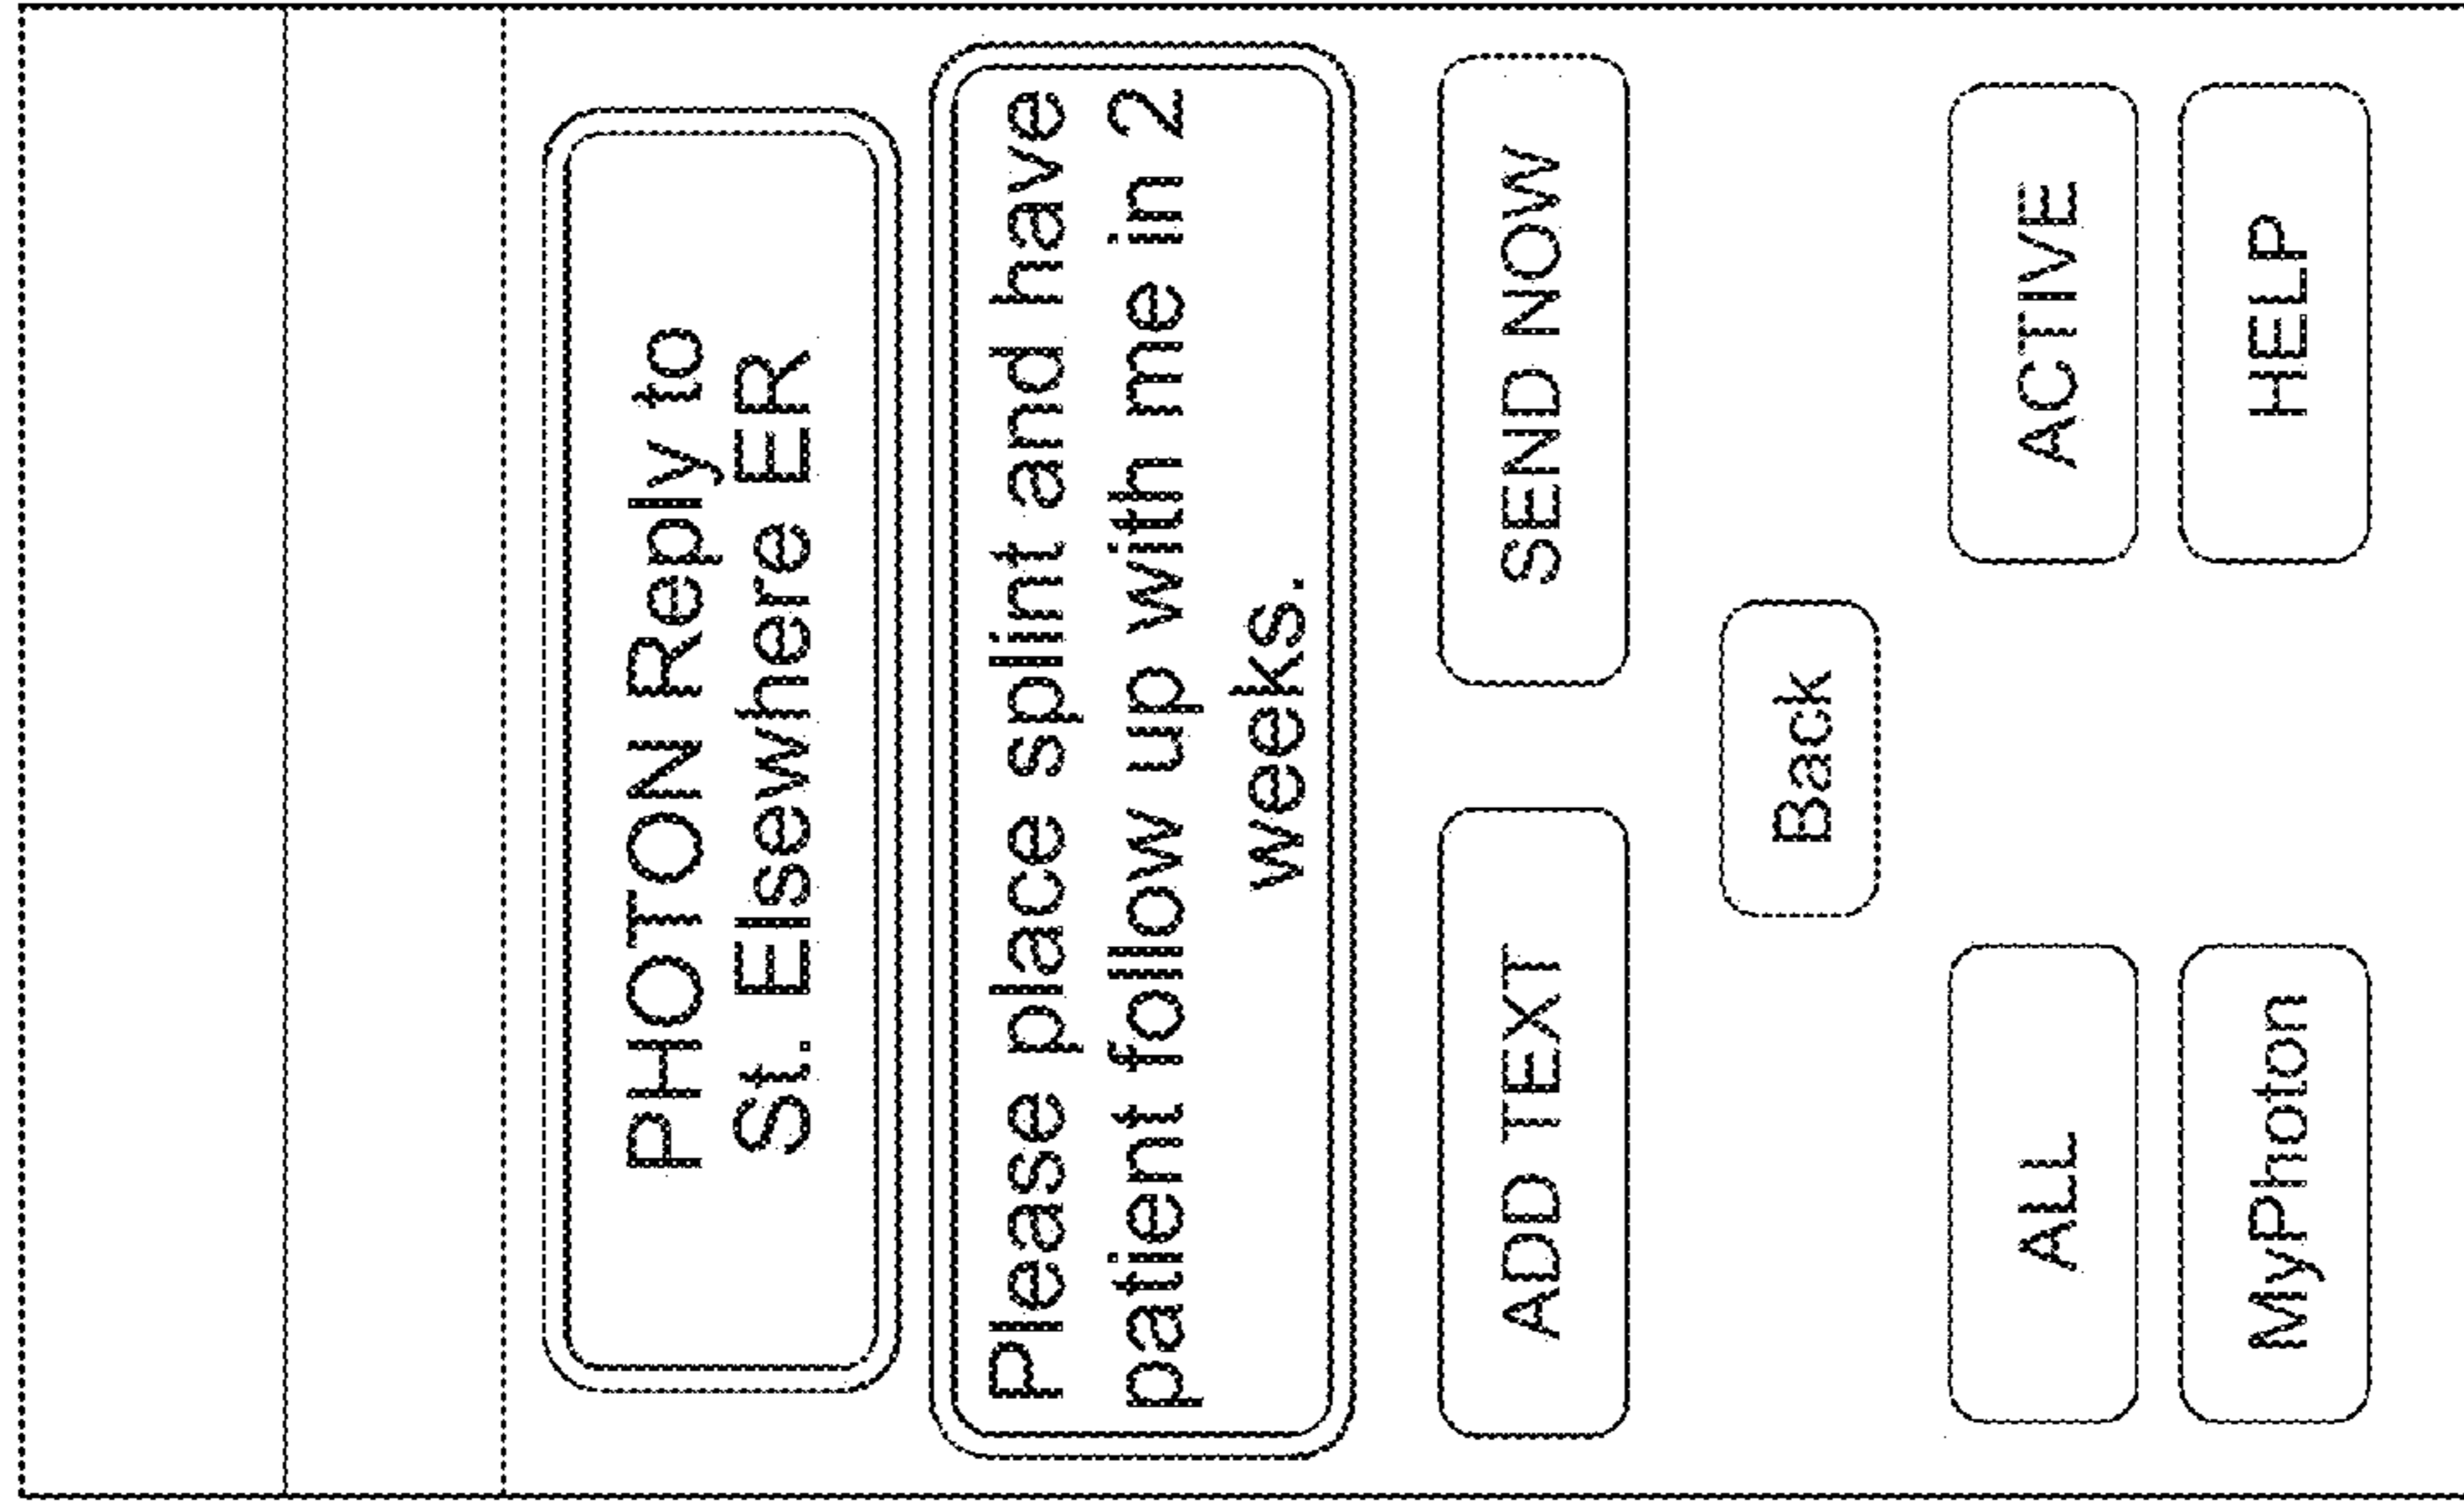 PHOTON Reply to
St. Elsewhere ER
Please place splint and have
patient follow up with me in 2
weeks.
ADD TEXT
SEND NOW
Back
ALL
ACTIVE
MyPhoton
HELP